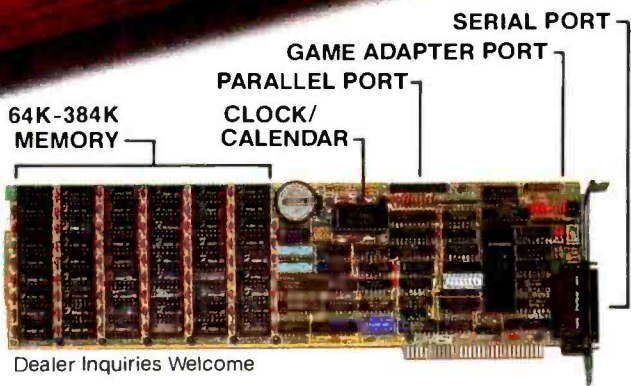 SERIAL PORT
GAME ADAPTER PORT
PARALLEL PORT
64K-384K
MEMORY
CLOCK/
CALENDAR
Dealer Inquiries Welcome